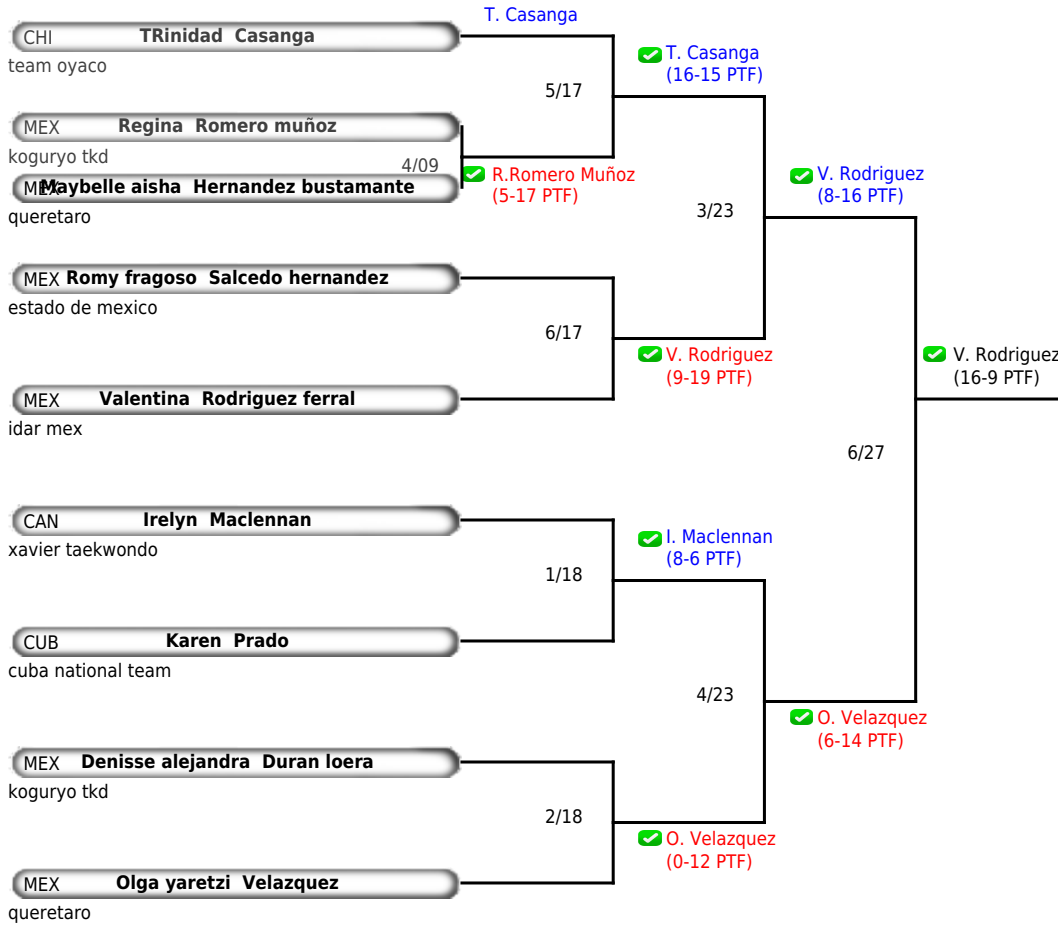 T. Casanga
CHI TRinidad Casanga
team oyaco
T. Casanga
(16-15 PTF)
5/17
MEX Regina Romero muñoz
koguryo tkd
4/09
R.Romero Muñoz
(5-17 PTF)
MEX Maybelle aisha Hernandez bustamante
queretaro
V. Rodriguez
(8-16 PTF)
3/23
MEX Romy fragoso Salcedo hernandez
estado de mexico
6/17
V. Rodriguez
(9-19 PTF)
V. Rodriguez
(16-9 PTF)
MEX Valentina Rodriguez ferral
idar mex
6/27
CAN Irelyn Maclennan
xavier taekwondo
I. Maclennan
(8-6 PTF)
1/18
CUB Karen Prado
cuba national team
4/23
O. Velazquez
(6-14 PTF)
MEX Denisse alejandra Duran loera
koguryo tkd
2/18
O. Velazquez
(0-12 PTF)
MEX Olga yaretzi Velazquez
queretaro